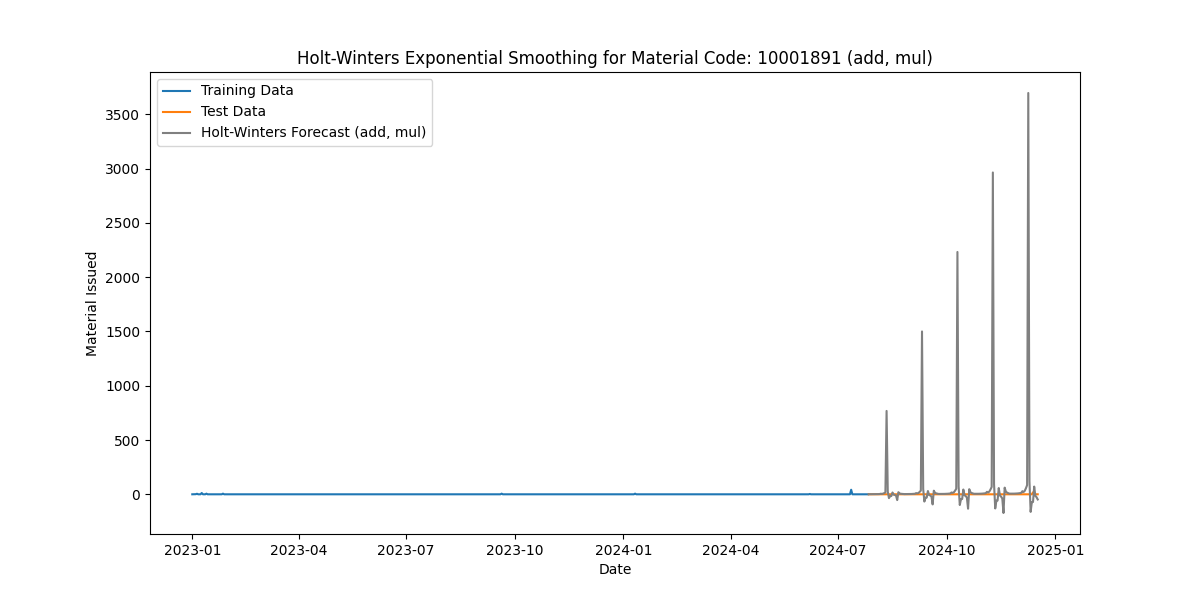 Holt-Winters Exponential Smoothing for Material Code: 10001891 (add, mul)
Training Data
Test Data
Holt-Winters Forecast (add, mul)
Material Issued
3500
3000
2500
2000
1500
1000
500
0
2023-01
2023-04
2023-07
2023-10
2024-01
2024-04
2024-07
2024-10
2025-01
Date